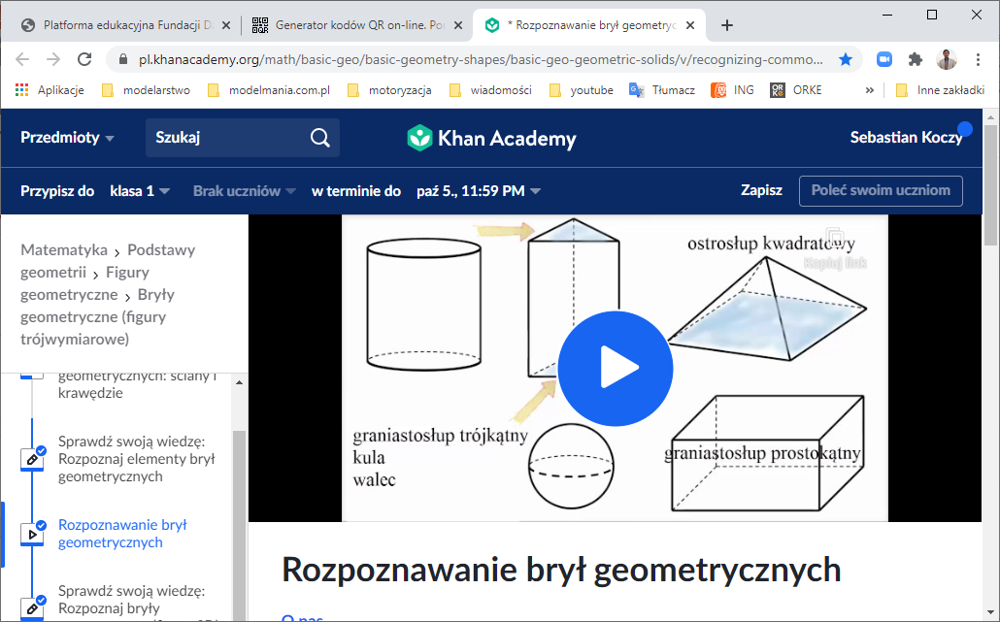 Platforma edukacyjna Fundacji D
Generator kodów QR on-line. Po
* Rozpoznawanie brył geometryc
pl.khanacademy.org/math/basic-geo/basic-geometry-shapes/basic-geo-geometric-solids/v/recognizing-commo...
Aplikacje modelarstwo modelmania.com.pl motoryzacja wiadomości youtube Tłumacz ING ORKE » Inne zakładki
Przedmioty Szukaj Khan Academy Sebastian Koczy
Przypisz do klasa 1 Brak uczniów w terminie do paź 5., 11:59 PM Zapisz Poleć swoim uczniom
Matematyka › Podstawy
geometrii › Figury
geometryczne › Bryły
geometryczne (figury
trójwymiarowe)
geometrycznych: ściany i
krawędzie
Sprawdź swoją wiedzę:
Rozpoznaj elementy brył
geometrycznych
Rozpoznawanie brył
geometrycznych
Sprawdź swoją wiedzę:
Rozpoznaj bryły
ostrosłup kwadratowy
Kopiuj link
graniastosłup trójkątny
kula
walec
graniastosłup prostokątny
Rozpoznawanie brył geometrycznych
O nas